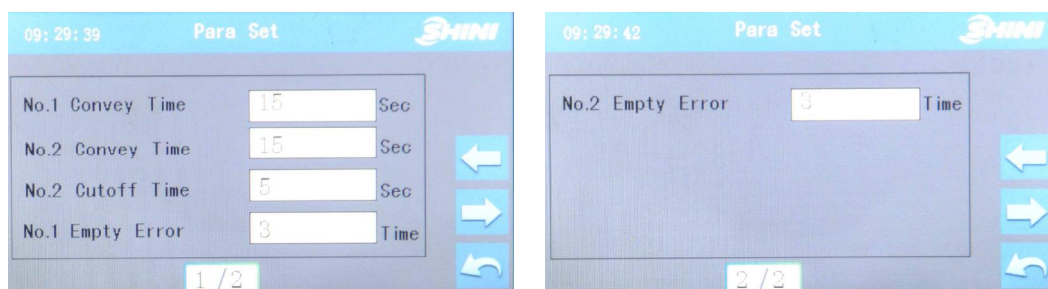 09:29:39 Para Set SHINI
No.1 Convey Time 15 Sec
No.2 Convey Time 15 Sec
No.2 Cutoff Time 5 Sec
No.1 Empty Error 3 Time
1/2
09:29:42 Para Set SHINI
No.2 Empty Error 3 Time
2/2